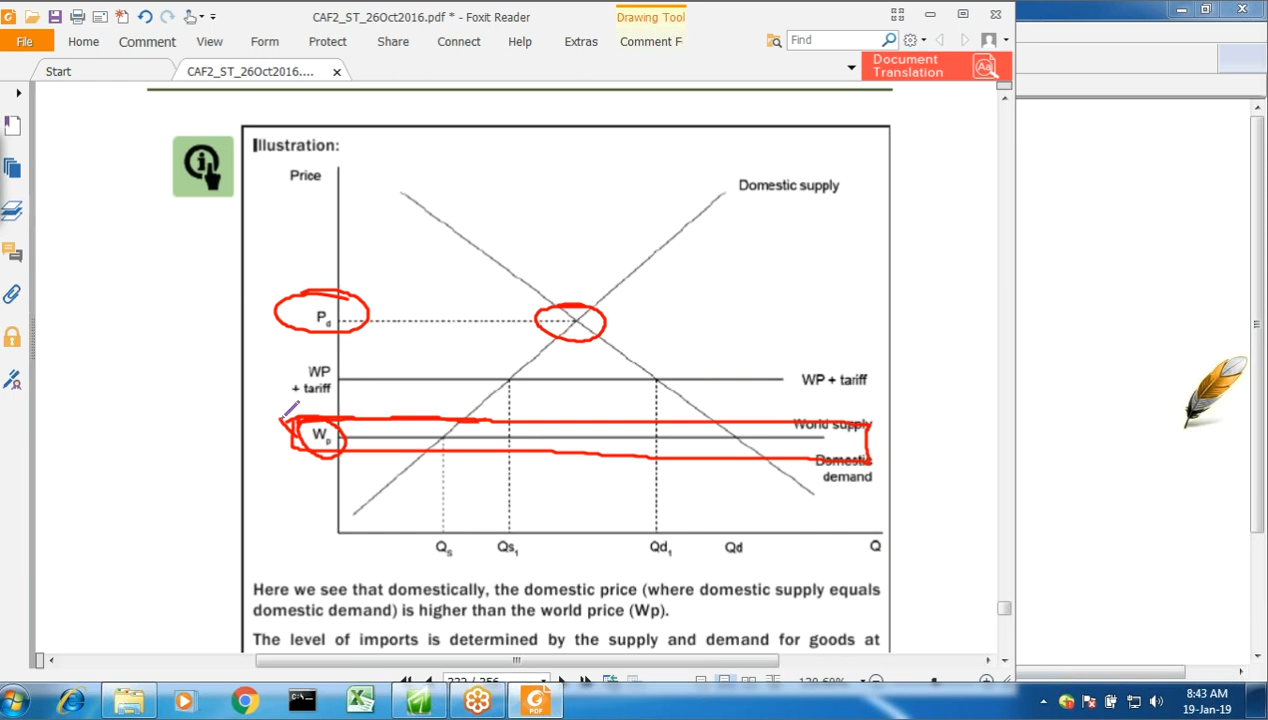 CAF2_ST_26Oct2016.pdf * - Foxit Reader
Drawing Tool
File
Home
Comment
View
Form
Protect
Share
Connect
Help
Extras
Comment F
Find
Start
CAF2_ST_26Oct2016....
Document
Translation
Illustration:
Price
Domestic supply
Pd
WP
+ tariff
WP + tariff
World supply
Wp
Domestic
demand
Qs
Qs1
Qd1
Qd
Q
Here we see that domestically, the domestic price (where domestic supply equals
domestic demand) is higher than the world price (Wp).
The level of imports is determined by the supply and demand for goods at
8:43 AM
19-Jan-19